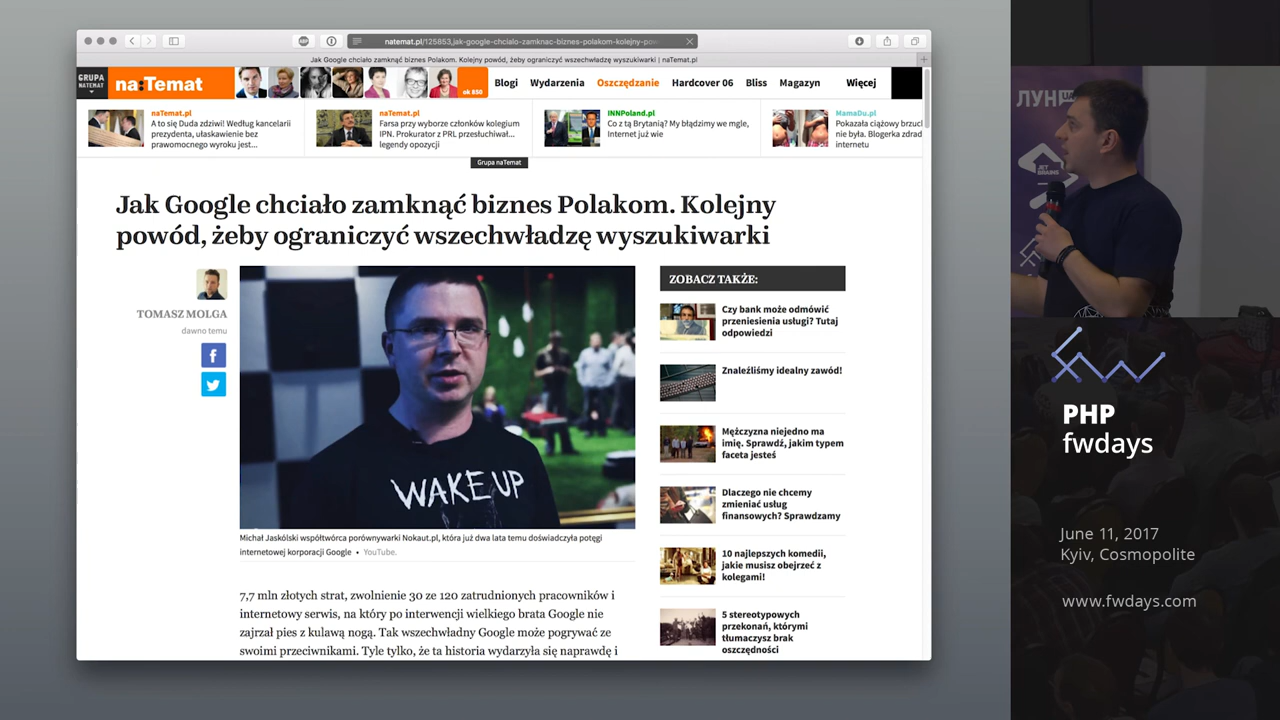 natemat.pl/125853,jak-google-chcialo-zamknac-biznes-polakom-kolejny-pow
Jak Google chciało zamknąć biznes Polakom. Kolejny powód, żeby ograniczyć wszechwładzę wyszukiwarki | naTemat.pl
GRUPA
NATEMAT
na:Temat
ok 850
Blogi Wydarzenia Oszczędzanie Hardcover 06 Bliss Magazyn Więcej
naTemat.pl
A to się Duda zdziwi! Według kancelarii
prezydenta, ułaskawienie bez
prawomocnego wyroku jest...
naTemat.pl
Farsa przy wyborze członków kolegium
IPN. Prokurator z PRL przesłuchiwał...
legendy opozycji
INNPoland.pl
Co z tą Brytanią? My błądzimy we mgle,
Internet już wie
MamaDu.pl
Pokazała ciążowy brzuc
nie była. Blogerka zdrad
internetu
Grupa naTemat
Jak Google chciało zamknąć biznes Polakom. Kolejny
powód, żeby ograniczyć wszechwładzę wyszukiwarki
TOMASZ MOLGA
dawno temu
WAKE UP
Michał Jaskólski współtwórca porównywarki Nokaut.pl, która już dwa lata temu doświadczyła potęgi
internetowej korporacji Google • YouTube.
7,7 mln złotych strat, zwolnienie 30 ze 120 zatrudnionych pracowników i
internetowy serwis, na który po interwencji wielkiego brata Google nie
zajrzał pies z kulawą nogą. Tak wszechwładny Google może pogrywać ze
swoimi przeciwnikami. Tyle tylko, że ta historia wydarzyła się naprawdę i
ZOBACZ TAKŻE:
Czy bank może odmówić
przeniesienia usługi? Tutaj
odpowiedzi
Znaleźliśmy idealny zawód!
Mężczyzna niejedno ma
imię. Sprawdź, jakim typem
faceta jesteś
Dlaczego nie chcemy
zmieniać usług
finansowych? Sprawdzamy
10 najlepszych komedii,
jakie musisz obejrzeć z
kolegami!
5 stereotypowych
przekonań, którymi
tłumaczysz brak
oszczędności
ЛУН UA
JET
BRAINS
PHP
fwdays
June 11, 2017
Kyiv, Cosmopolite
www.fwdays.com